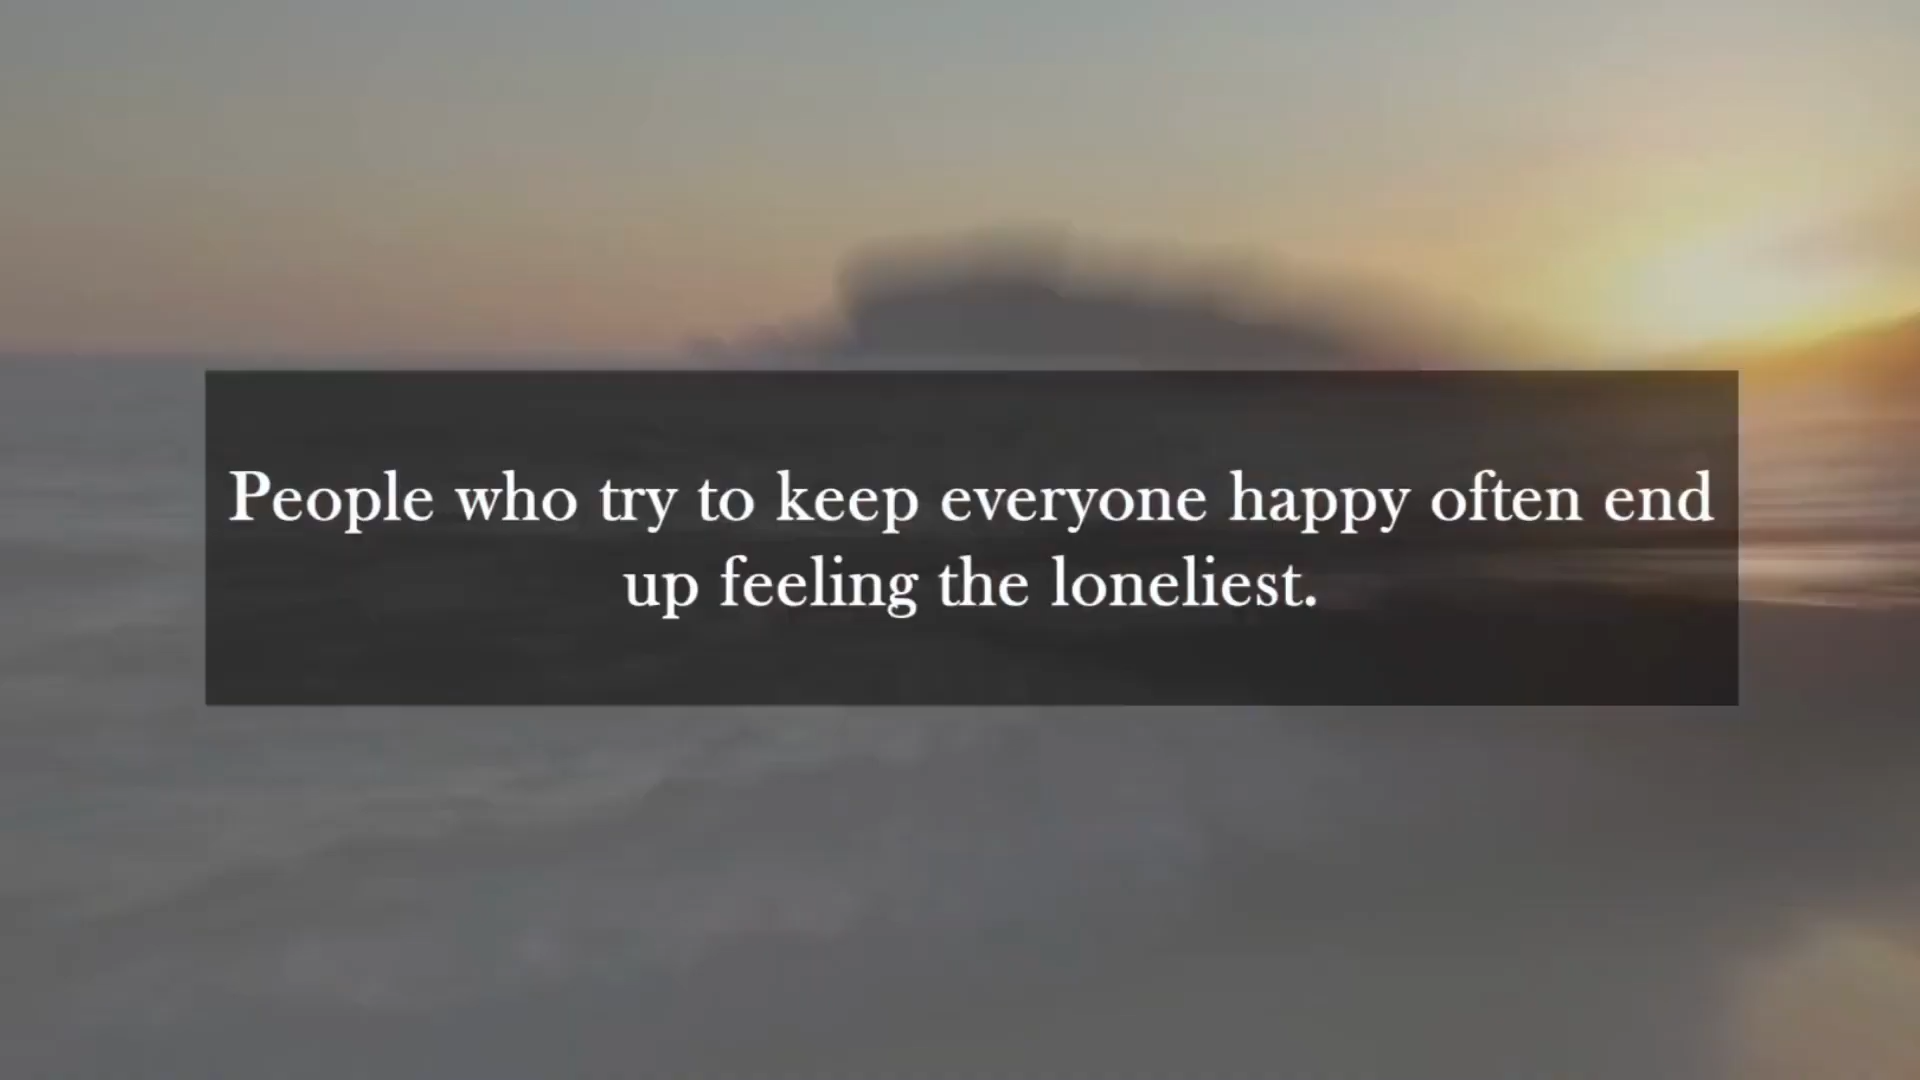 People who try to keep everyone happy often end
up feeling the loneliest.